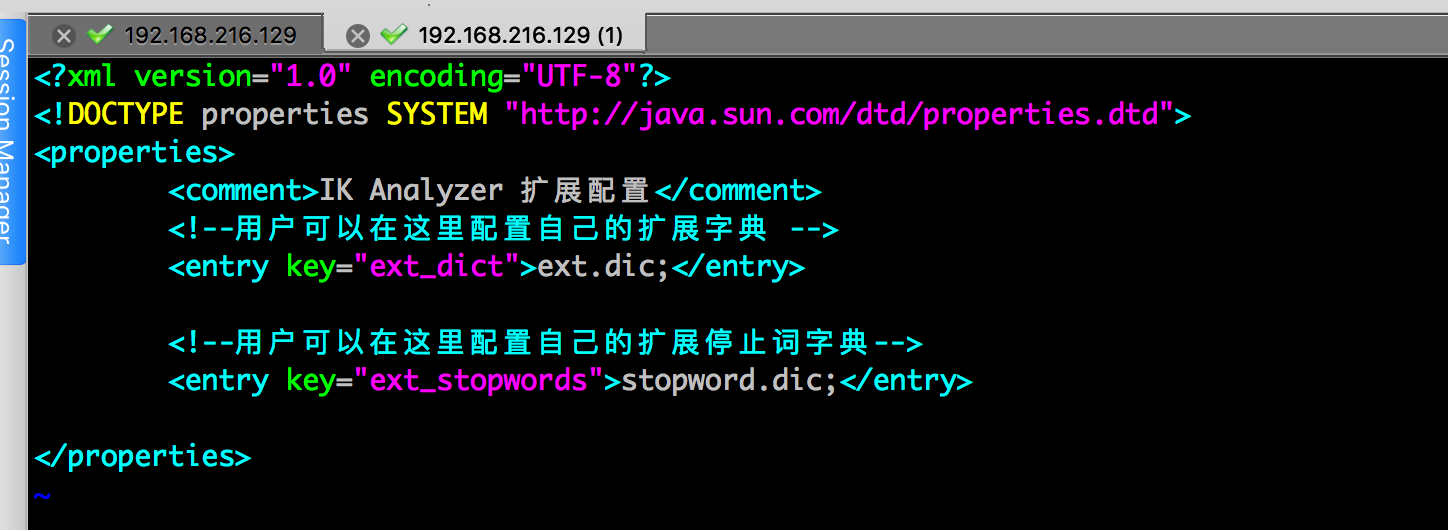 192.168.216.129
192.168.216.129 (1)
Session Manager
<?xml version="1.0" encoding="UTF-8"?>
<!DOCTYPE properties SYSTEM "http://java.sun.com/dtd/properties.dtd">
<properties>
        <comment>IK Analyzer 扩展配置</comment>
        <!--用户可以在这里配置自己的扩展字典 -->
        <entry key="ext_dict">ext.dic;</entry>

        <!--用户可以在这里配置自己的扩展停止词字典-->
        <entry key="ext_stopwords">stopword.dic;</entry>

</properties>
~